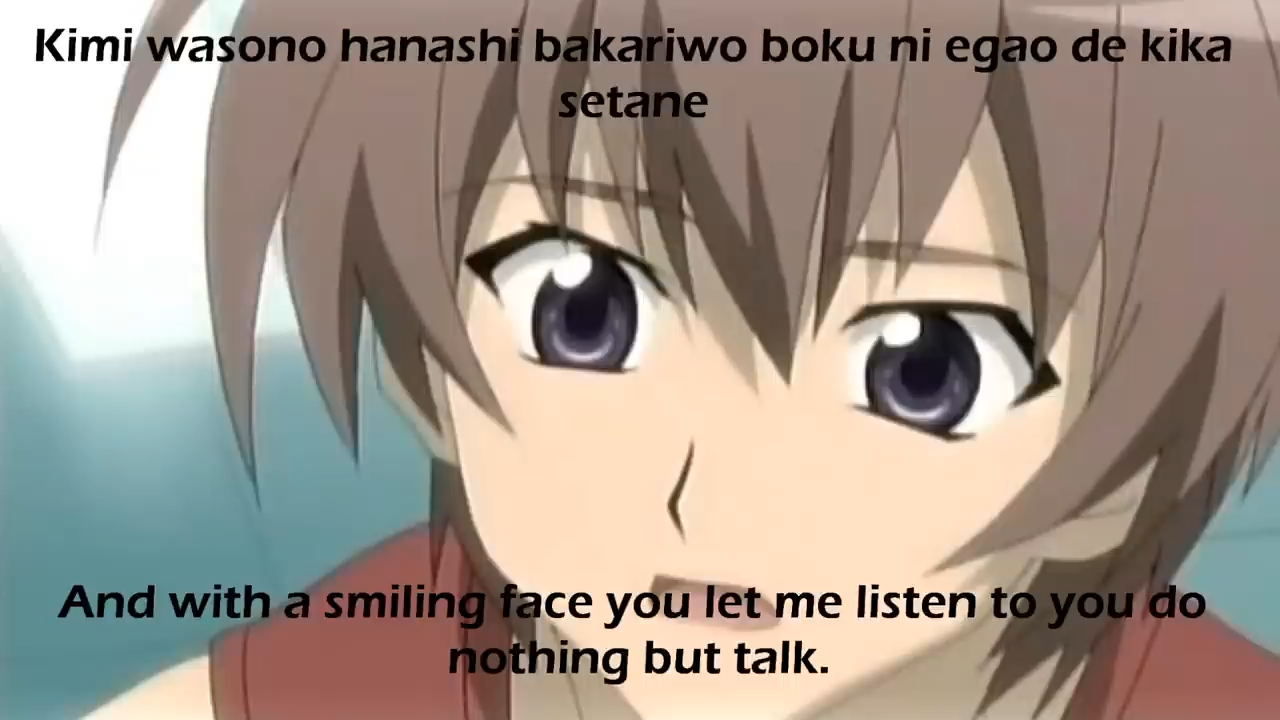 Kimi wasono hanashi bakariwo boku ni egao de kika
setane
And with a smiling face you let me listen to you do
nothing but talk.